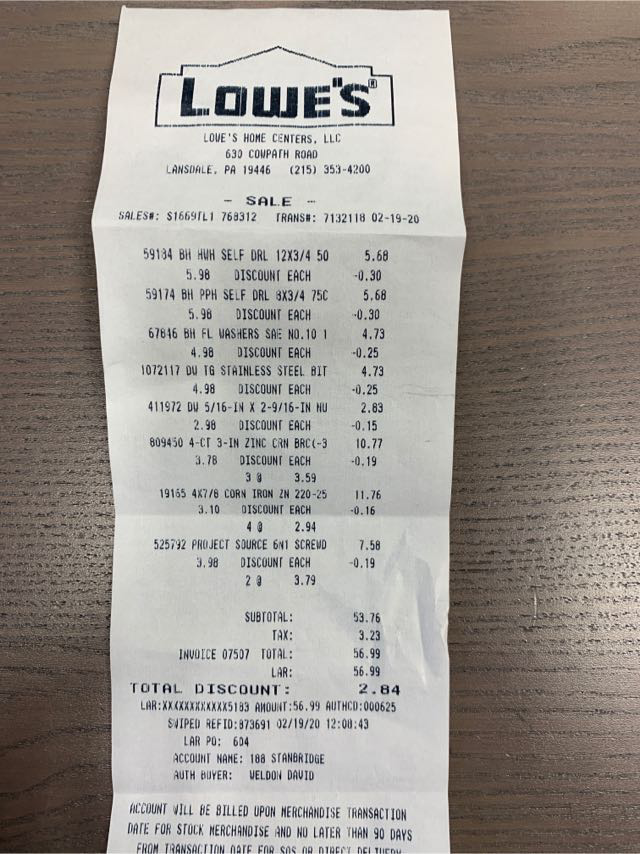 LOWE'S®
LOWE'S HOME CENTERS, LLC
630 COWPATH ROAD
LANSDALE, PA 19446 (215) 353-4200
- SALE -
SALES#: S1669TL1 768312 TRANS#: 7132118 02-19-20
59184 BH HWH SELF DRL 12X3/4 50 5.68
5.98 DISCOUNT EACH -0.30
59174 BH PPH SELF DRL 8X3/4 75C 5.68
5.98 DISCOUNT EACH -0.30
67846 BH FL WASHERS SAE NO.10 1 4.73
4.98 DISCOUNT EACH -0.25
1072117 DW TG STAINLESS STEEL BIT 4.73
4.98 DISCOUNT EACH -0.25
411972 DW 5/16-IN X 2-9/16-IN NU 2.83
2.98 DISCOUNT EACH -0.15
809450 4-CT 3-IN ZINC CRN BRC(-3 10.77
3.78 DISCOUNT EACH -0.19
3 @ 3.59
19165 4X7/8 CORN IRON ZN 220-25 11.76
3.10 DISCOUNT EACH -0.16
4 @ 2.94
525792 PROJECT SOURCE 6N1 SCREWD 7.58
3.98 DISCOUNT EACH -0.19
2 @ 3.79
SUBTOTAL: 53.76
TAX: 3.23
INVOICE 07507 TOTAL: 56.99
LAR: 56.99
TOTAL DISCOUNT: 2.84
LAR:XXXXXXXXXXXX5183 AMOUNT:56.99 AUTHCD:000625
SWIPED REFID:873691 02/19/20 12:08:43
LAR PO: 604
ACCOUNT NAME: 188 STANBRIDGE
AUTH BUYER: WELDON DAVID
ACCOUNT WILL BE BILLED UPON MERCHANDISE TRANSACTION
DATE FOR STOCK MERCHANDISE AND NO LATER THAN 90 DAYS
FROM TRANSACTION DATE FOR SOS OR DIRECT DELIVERY